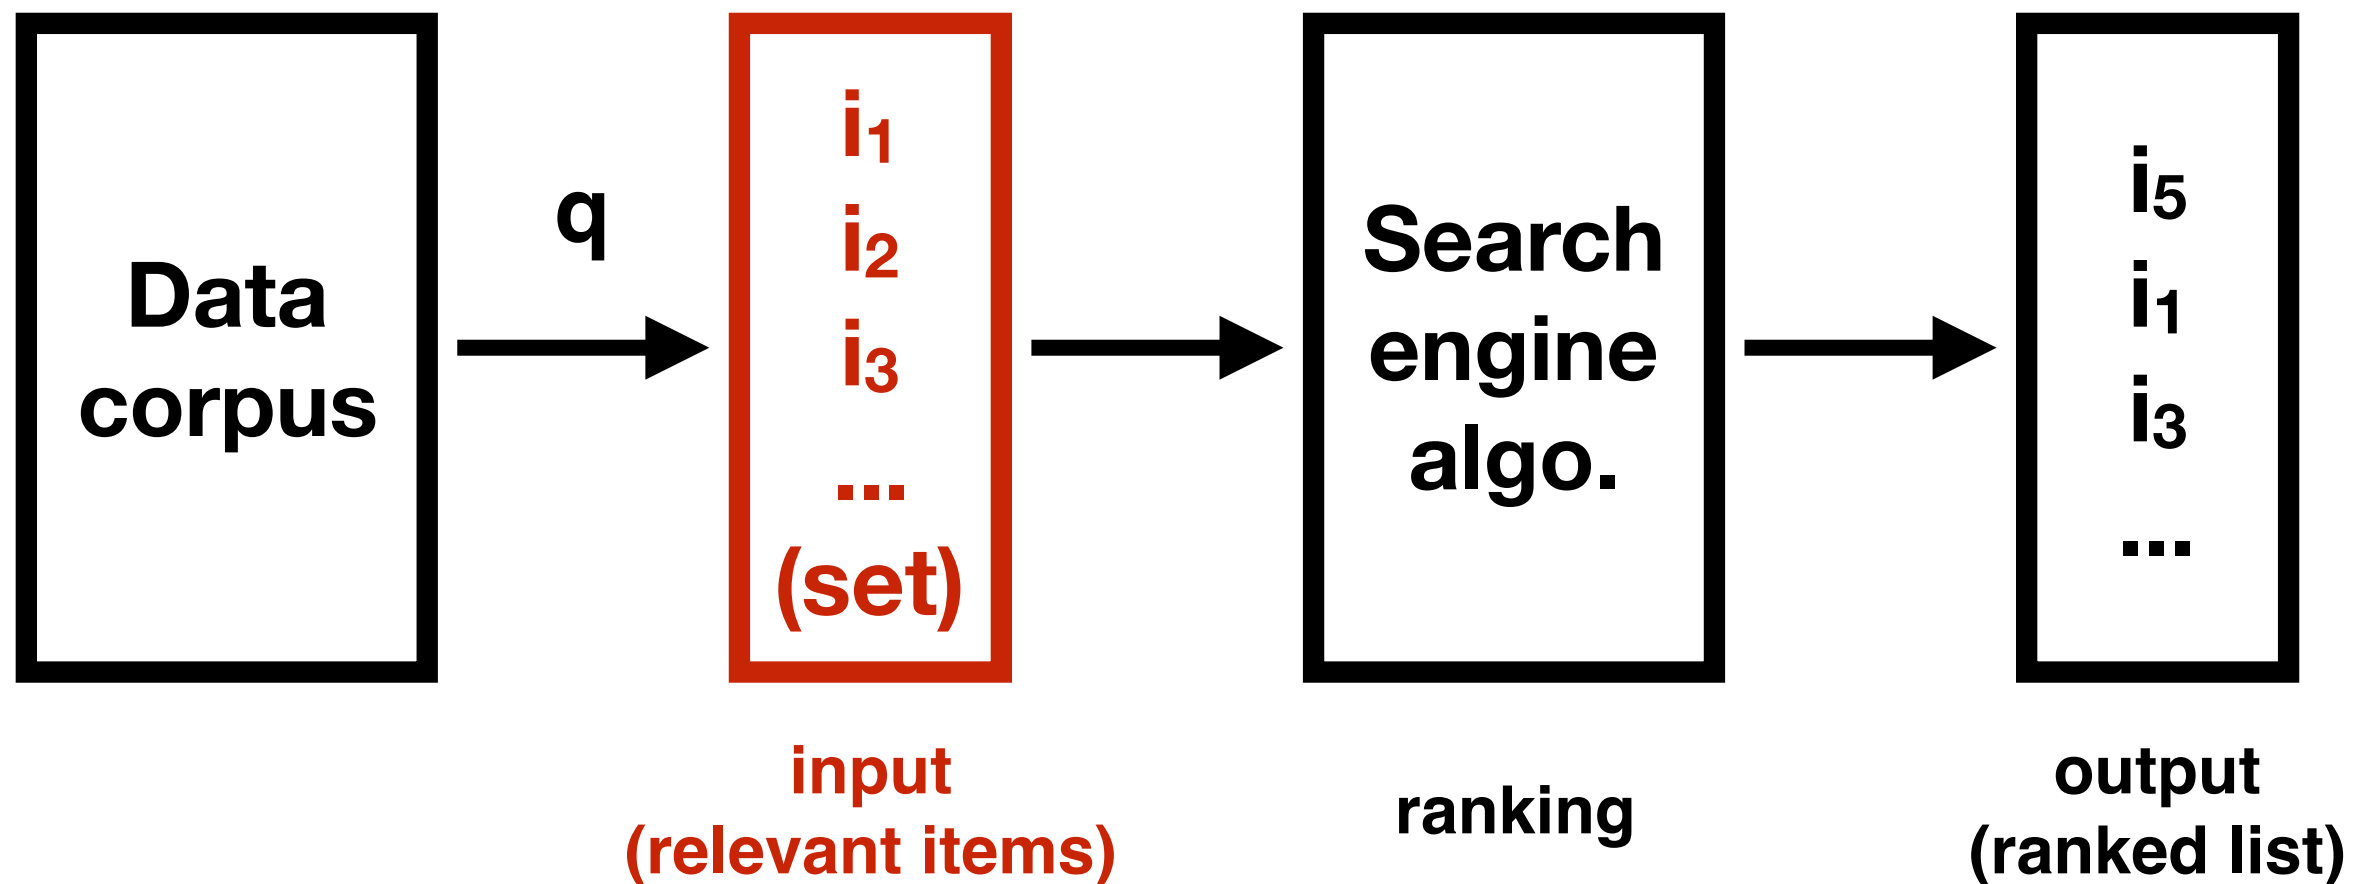 Data
corpus
q
i₁
i₂
i₃
...
(set)
input
(relevant items)
Search
engine
algo.
ranking
i₅
i₁
i₃
...
output
(ranked list)